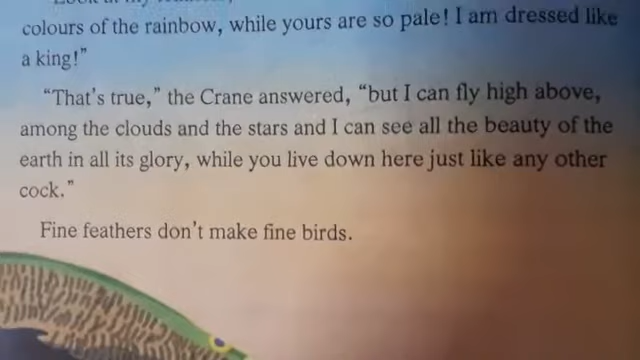 colours of the rainbow, while yours are so pale! I am dressed like
a king!”
“That's true,” the Crane answered, “but I can fly high above,
among the clouds and the stars and I can see all the beauty of the
earth in all its glory, while you live down here just like any other
cock.”
Fine feathers don't make fine birds.